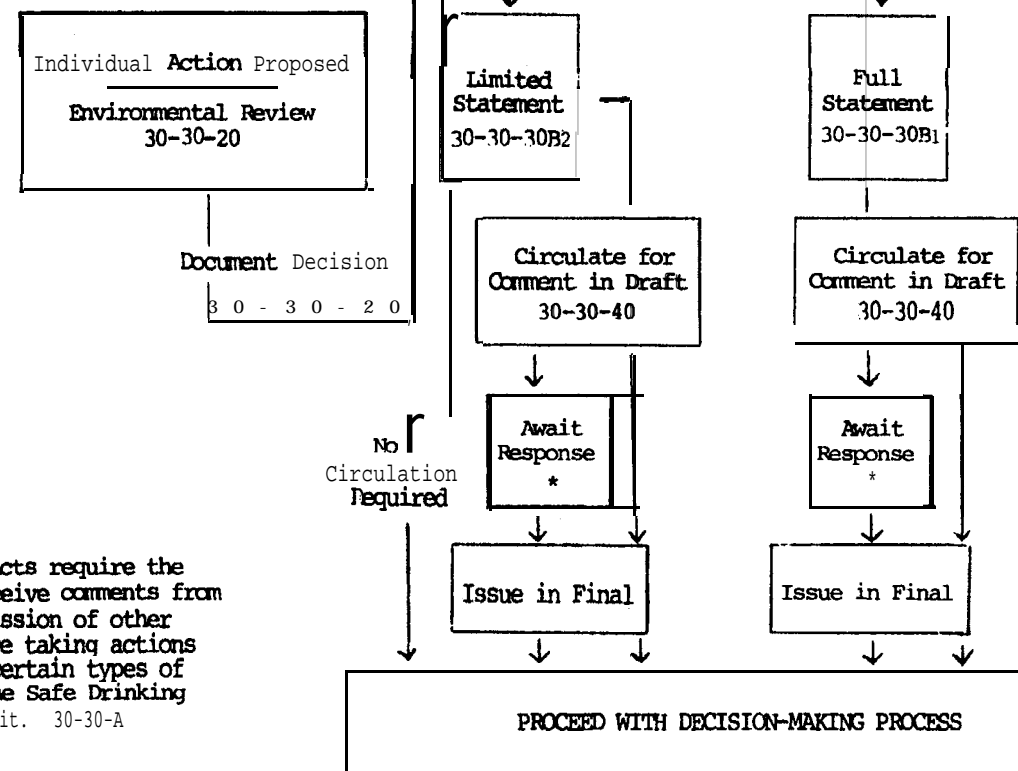 Individual Action Proposed
Environmental Review
30-30-20
Document Decision
30-30-20
Limited
Statement
30-30-30B2
Full
Statement
30-30-30B1
Circulate for
Comment in Draft
30-30-40
Circulate for
Comment in Draft
30-30-40
No
Circulation
Required
Await
Response
*
Await
Response
*
Issue in Final
Issue in Final
cts require the
eive comments from
ssion of other
e taking actions
ertain types of
e Safe Drinking
it. 30-30-A
PROCEED WITH DECISION-MAKING PROCESS